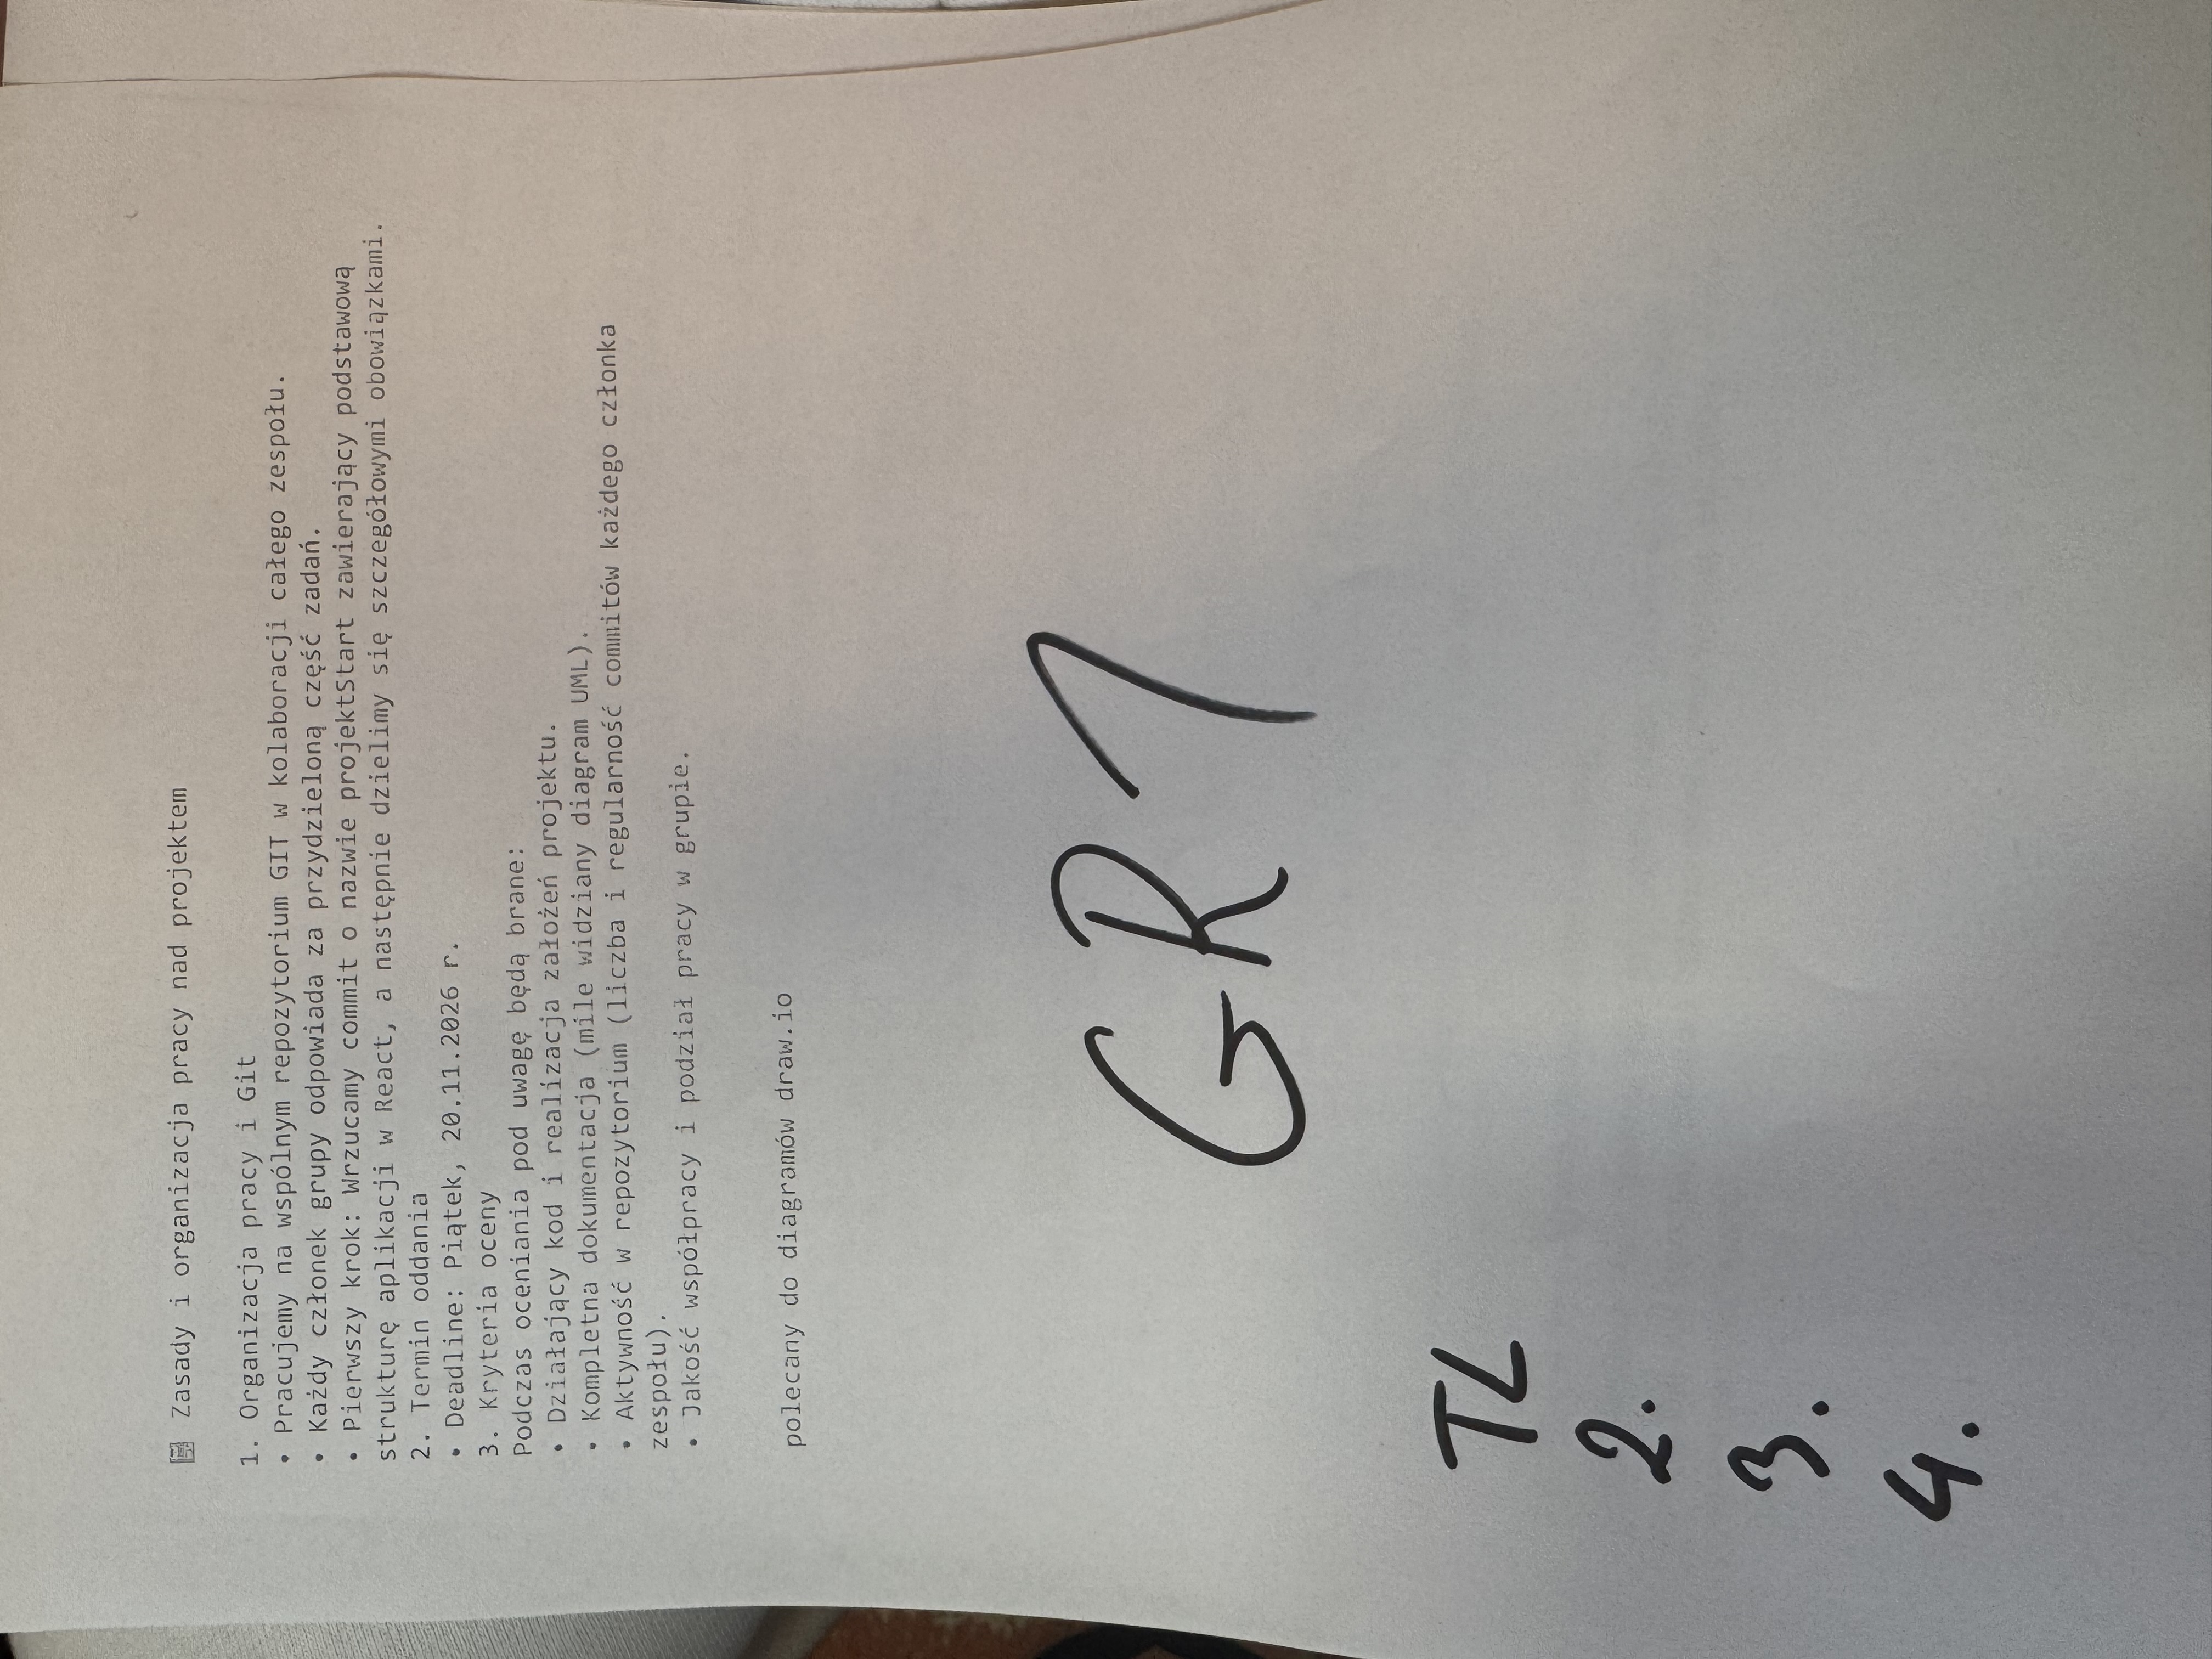 Zasady i organizacja pracy nad projektem
1. Organizacja pracy i Git
• Pracujemy na wspólnym repozytorium GIT w kolaboracji całego zespołu.
• Każdy członek grupy odpowiada za przydzieloną część zadań.
• Pierwszy krok: Wrzucamy commit o nazwie projektStart zawierający podstawową
strukturę aplikacji w React, a następnie dzielimy się szczegółowymi obowiązkami.
2. Termin oddania
• Deadline: Piątek, 20.11.2026 r.
3. Kryteria oceny
Podczas oceniania pod uwagę będą brane:
• Działający kod i realizacja założeń projektu.
• Kompletna dokumentacja (mile widziany diagram UML).
• Aktywność w repozytorium (liczba i regularność commitów każdego członka
zespołu).
• Jakość współpracy i podział pracy w grupie.
polecany do diagramów draw.io
GR 1
TL
2.
3.
4.